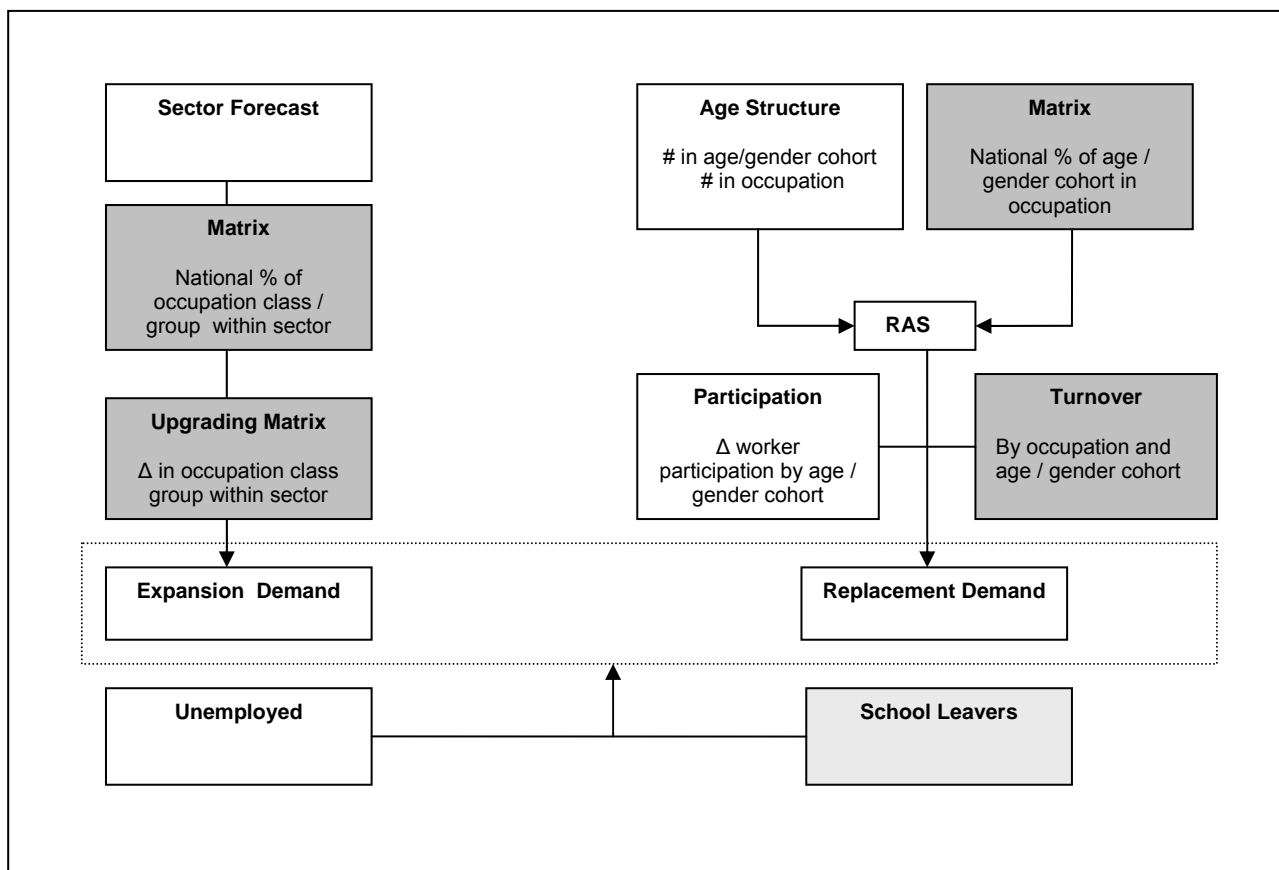 Sector Forecast
Matrix
National % of
occupation class /
group within sector
Upgrading Matrix
Δ in occupation class
group within sector
Expansion Demand
Age Structure
# in age/gender cohort
# in occupation
Matrix
National % of age /
gender cohort in
occupation
RAS
Participation
Δ worker
participation by age /
gender cohort
Turnover
By occupation and
age / gender cohort
Replacement Demand
Unemployed
School Leavers